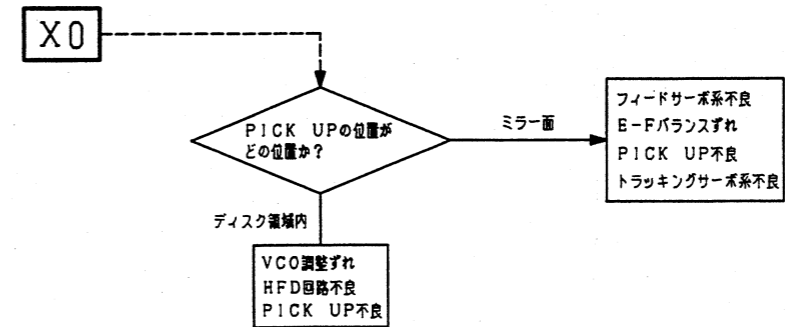 X0
PICK UPの位置が
どの位置か？
ミラー面
フィードサーボ系不良
E-Fバランスずれ
PICK UP不良
トラッキングサーボ系不良
ディスク領域内
VCO調整ずれ
HFD回路不良
PICK UP不良